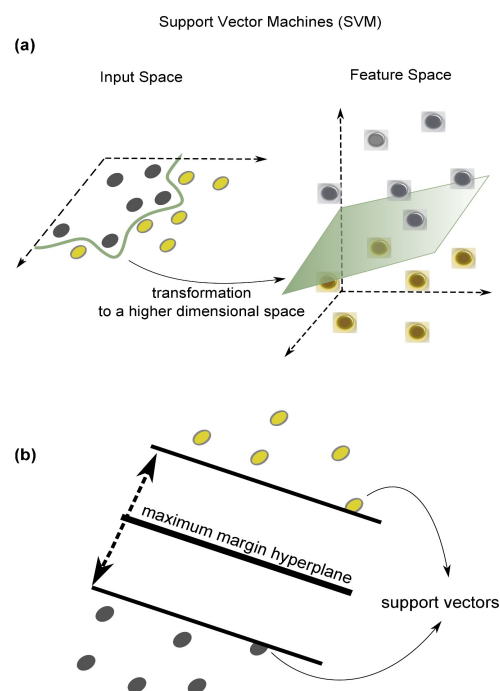 Support Vector Machines (SVM)
(a)
Input Space
Feature Space
transformation
to a higher dimensional space
(b)
maximum margin hyperplane
support vectors